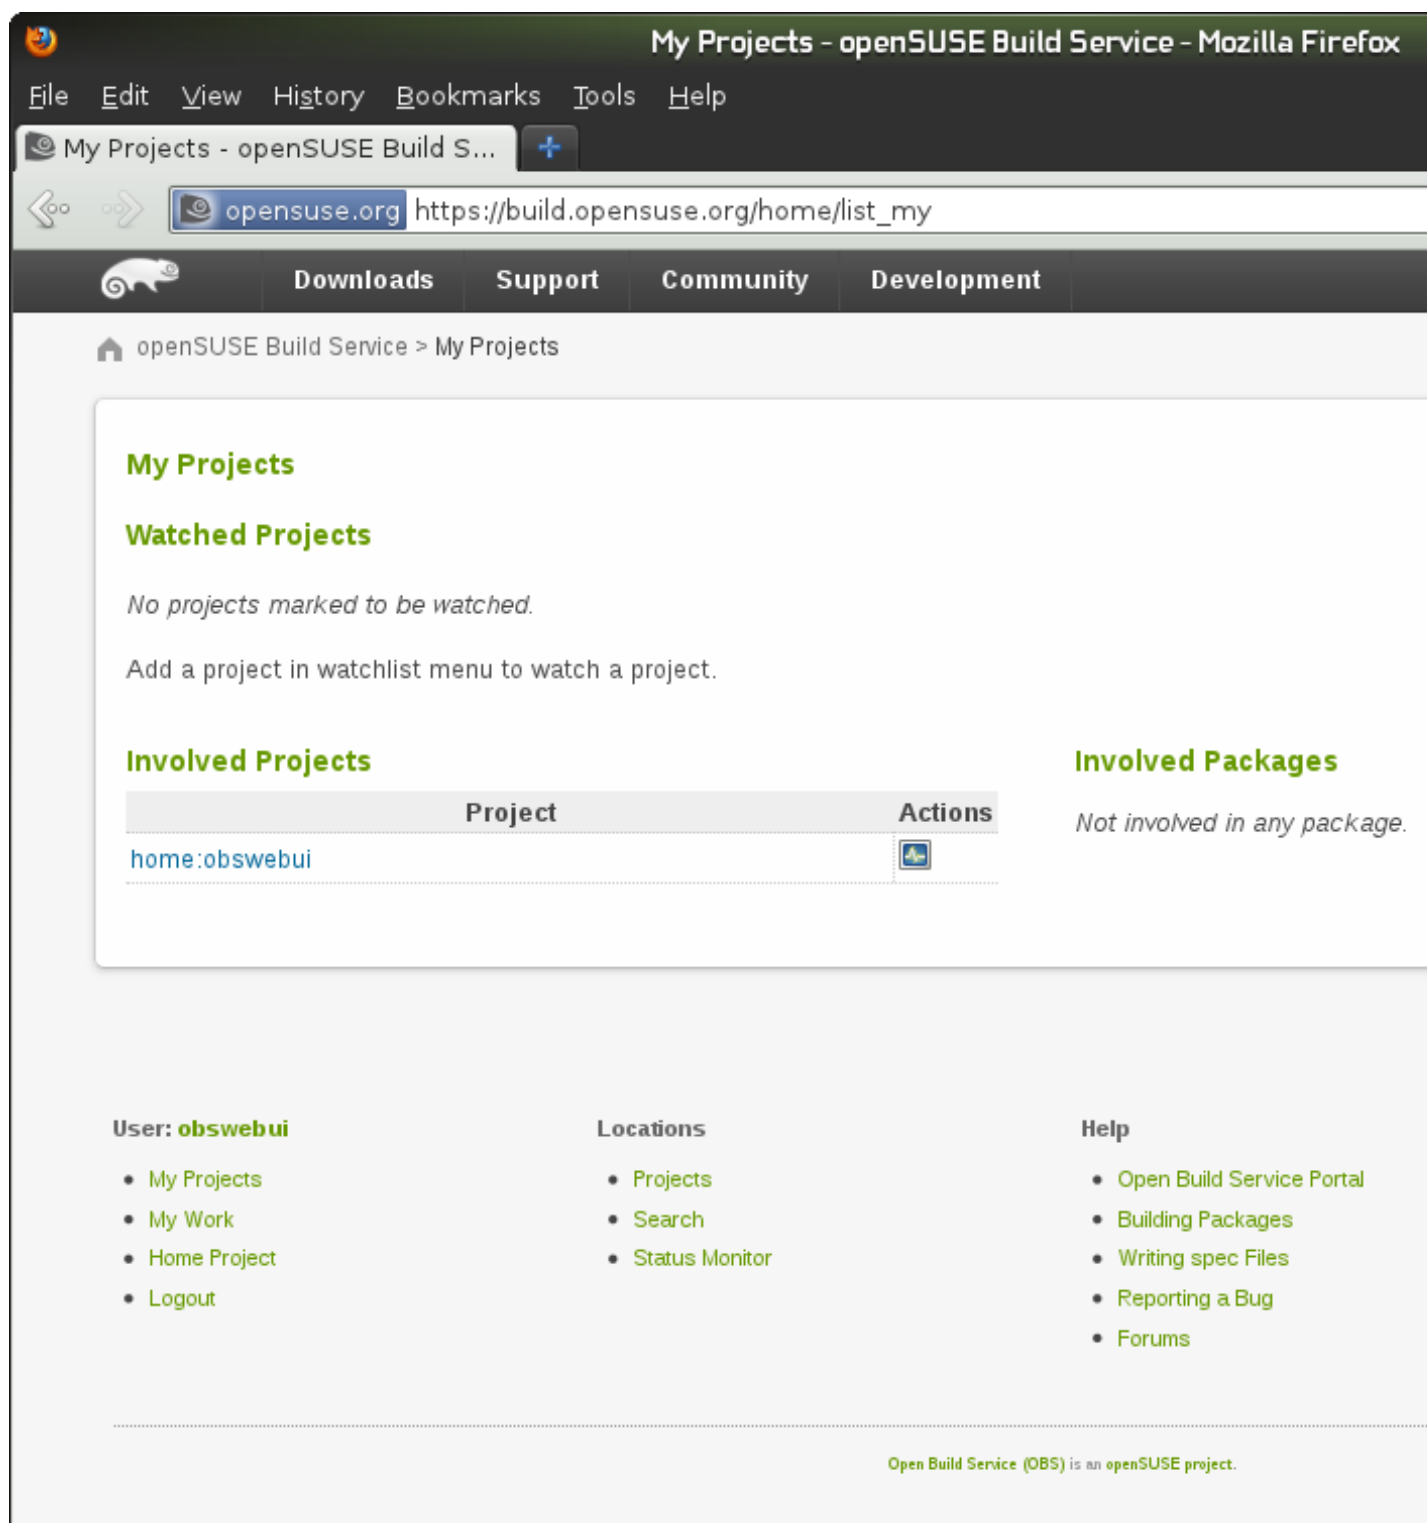 My Projects - openSUSE Build Service - Mozilla Firefox
File Edit View History Bookmarks Tools Help
My Projects - openSUSE Build S...
opensuse.org https://build.opensuse.org/home/list_my
Downloads Support Community Development
openSUSE Build Service > My Projects
My Projects
Watched Projects
No projects marked to be watched.
Add a project in watchlist menu to watch a project.
Involved Projects
Project Actions
home:obswebui
Involved Packages
Not involved in any package.
User: obswebui
My Projects
My Work
Home Project
Logout
Locations
Projects
Search
Status Monitor
Help
Open Build Service Portal
Building Packages
Writing spec Files
Reporting a Bug
Forums
Open Build Service (OBS) is an openSUSE project.